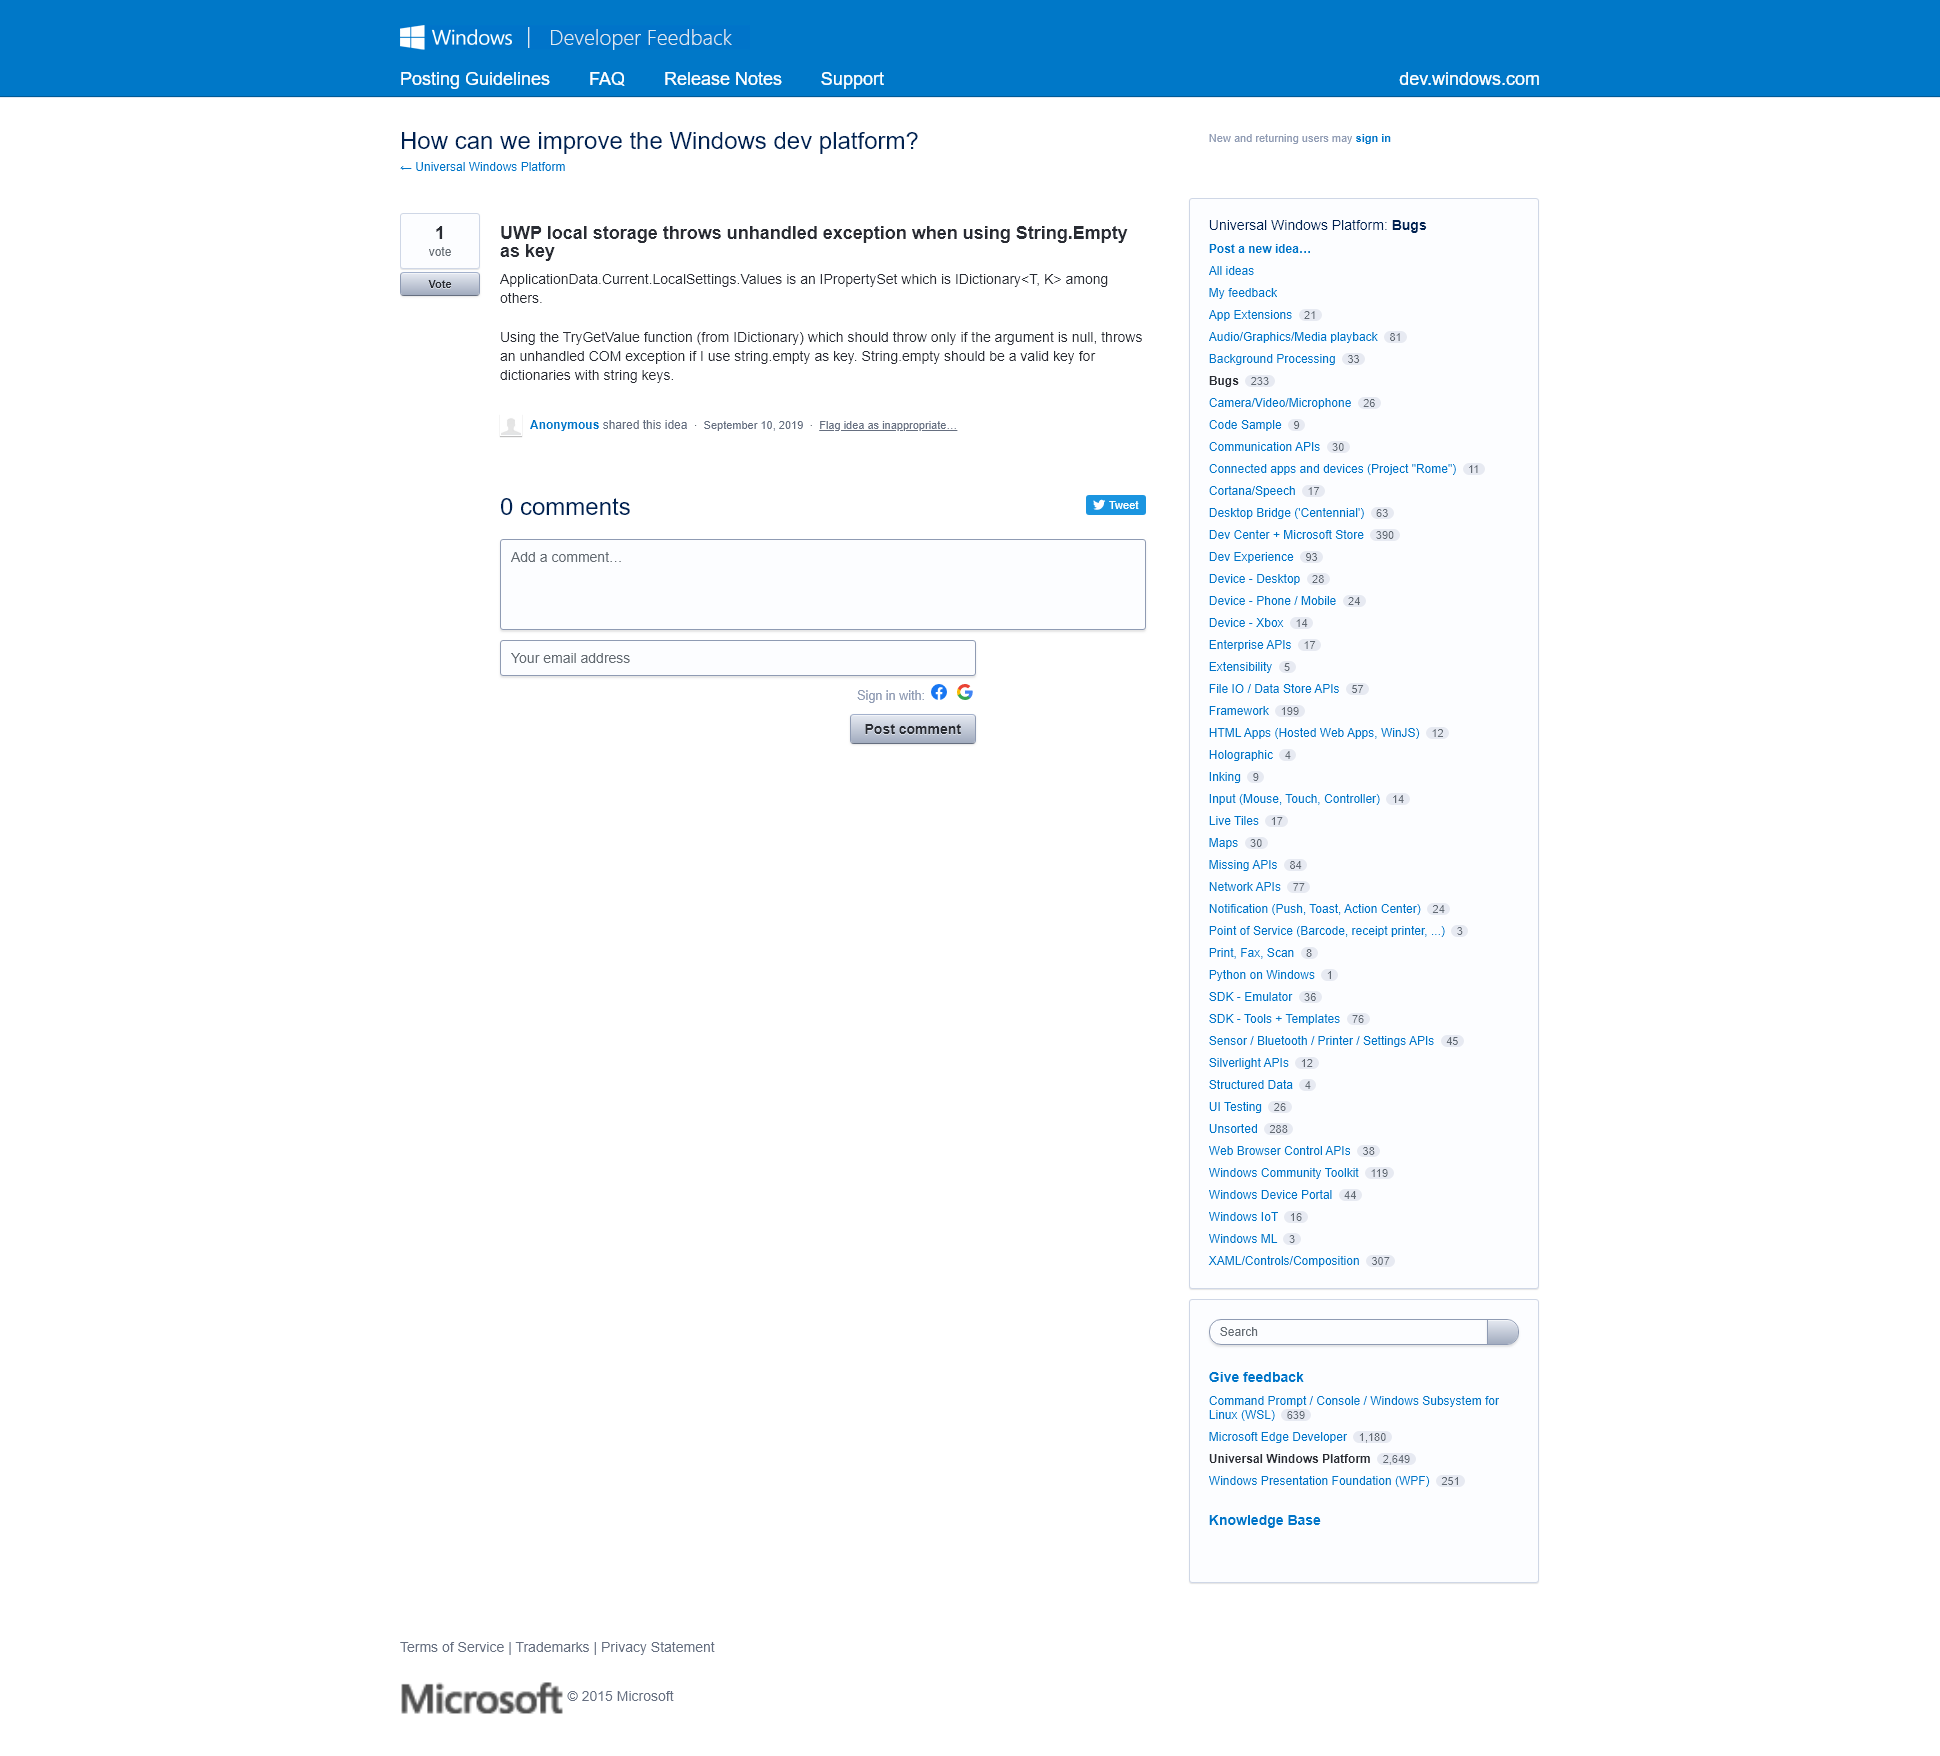 Windows | Developer Feedback
Posting Guidelines FAQ Release Notes Support dev.windows.com
How can we improve the Windows dev platform?
← Universal Windows Platform
New and returning users may sign in
1
vote
Vote
UWP local storage throws unhandled exception when using String.Empty
as key
ApplicationData.Current.LocalSettings.Values is an IPropertySet which is IDictionary<T, K> among
others.
Using the TryGetValue function (from IDictionary) which should throw only if the argument is null, throws
an unhandled COM exception if I use string.empty as key. String.empty should be a valid key for
dictionaries with string keys.
Anonymous shared this idea · September 10, 2019 · Flag idea as inappropriate…
0 comments
Tweet
Add a comment…
Your email address
Sign in with:
Post comment
Universal Windows Platform: Bugs
Post a new idea…
All ideas
My feedback
App Extensions 21
Audio/Graphics/Media playback 81
Background Processing 33
Bugs 233
Camera/Video/Microphone 26
Code Sample 9
Communication APIs 30
Connected apps and devices (Project "Rome") 11
Cortana/Speech 17
Desktop Bridge ('Centennial') 63
Dev Center + Microsoft Store 390
Dev Experience 93
Device - Desktop 28
Device - Phone / Mobile 24
Device - Xbox 14
Enterprise APIs 17
Extensibility 5
File IO / Data Store APIs 57
Framework 199
HTML Apps (Hosted Web Apps, WinJS) 12
Holographic 4
Inking 9
Input (Mouse, Touch, Controller) 14
Live Tiles 17
Maps 30
Missing APIs 84
Network APIs 77
Notification (Push, Toast, Action Center) 24
Point of Service (Barcode, receipt printer, ...) 3
Print, Fax, Scan 8
Python on Windows 1
SDK - Emulator 36
SDK - Tools + Templates 76
Sensor / Bluetooth / Printer / Settings APIs 45
Silverlight APIs 12
Structured Data 4
UI Testing 26
Unsorted 288
Web Browser Control APIs 38
Windows Community Toolkit 119
Windows Device Portal 44
Windows IoT 16
Windows ML 3
XAML/Controls/Composition 307
Search
Give feedback
Command Prompt / Console / Windows Subsystem for
Linux (WSL) 639
Microsoft Edge Developer 1,180
Universal Windows Platform 2,649
Windows Presentation Foundation (WPF) 251
Knowledge Base
Terms of Service | Trademarks | Privacy Statement
Microsoft © 2015 Microsoft